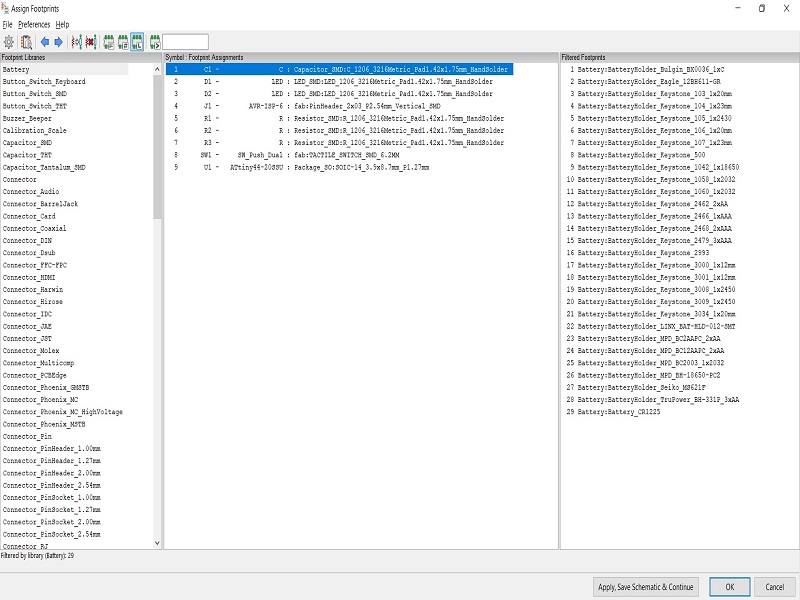 Assign Footprints
File Preferences Help
Footprint Libraries
Battery
Button_Switch_Keyboard
Button_Switch_SMD
Button_Switch_THT
Buzzer_Beeper
Calibration_Scale
Capacitor_SMD
Capacitor_THT
Capacitor_Tantalum_SMD
Connector
Connector_Audio
Connector_BarrelJack
Connector_Card
Connector_Coaxial
Connector_DIN
Connector_Dsub
Connector_FFC-FPC
Connector_HDMI
Connector_Harwin
Connector_Hirose
Connector_IDC
Connector_JAE
Connector_JST
Connector_Molex
Connector_Multicomp
Connector_PCBEdge
Connector_Phoenix_GMSTB
Connector_Phoenix_MC
Connector_Phoenix_MC_HighVoltage
Connector_Phoenix_MSTB
Connector_Pin
Connector_PinHeader_1.00mm
Connector_PinHeader_1.27mm
Connector_PinHeader_2.00mm
Connector_PinHeader_2.54mm
Connector_PinSocket_1.00mm
Connector_PinSocket_1.27mm
Connector_PinSocket_2.00mm
Connector_PinSocket_2.54mm
Connector_RJ
Symbol : Footprint Assignments
1 C1 - C : Capacitor_SMD:C_1206_3216Metric_Pad1.42x1.75mm_HandSolder
2 D1 - LED : LED_SMD:LED_1206_3216Metric_Pad1.42x1.75mm_HandSolder
3 D2 - LED : LED_SMD:LED_1206_3216Metric_Pad1.42x1.75mm_HandSolder
4 J1 - AVR-ISP-6 : fab:PinHeader_2x03_P2.54mm_Vertical_SMD
5 R1 - R : Resistor_SMD:R_1206_3216Metric_Pad1.42x1.75mm_HandSolder
6 R2 - R : Resistor_SMD:R_1206_3216Metric_Pad1.42x1.75mm_HandSolder
7 R3 - R : Resistor_SMD:R_1206_3216Metric_Pad1.42x1.75mm_HandSolder
8 SW1 - SW_Push_Dual : fab:TACTILE_SWITCH_SMD_6.2MM
9 U1 - ATtiny44-20SSU : Package_SO:SOIC-14_3.9x8.7mm_P1.27mm
Filtered Footprints
1 Battery:BatteryHolder_Bulgin_BX0036_1xC
2 Battery:BatteryHolder_Eagle_12BH611-GR
3 Battery:BatteryHolder_Keystone_103_1x20mm
4 Battery:BatteryHolder_Keystone_104_1x23mm
5 Battery:BatteryHolder_Keystone_105_1x2430
6 Battery:BatteryHolder_Keystone_106_1x20mm
7 Battery:BatteryHolder_Keystone_107_1x23mm
8 Battery:BatteryHolder_Keystone_500
9 Battery:BatteryHolder_Keystone_1042_1x18650
10 Battery:BatteryHolder_Keystone_1058_1x2032
11 Battery:BatteryHolder_Keystone_1060_1x2032
12 Battery:BatteryHolder_Keystone_2462_2xAA
13 Battery:BatteryHolder_Keystone_2466_1xAAA
14 Battery:BatteryHolder_Keystone_2468_2xAAA
15 Battery:BatteryHolder_Keystone_2479_3xAAA
16 Battery:BatteryHolder_Keystone_2993
17 Battery:BatteryHolder_Keystone_3000_1x12mm
18 Battery:BatteryHolder_Keystone_3001_1x12mm
19 Battery:BatteryHolder_Keystone_3008_1x2450
20 Battery:BatteryHolder_Keystone_3009_1x2450
21 Battery:BatteryHolder_Keystone_3034_1x20mm
22 Battery:BatteryHolder_LINX_BAT-HLD-012-SMT
23 Battery:BatteryHolder_MPD_BC2AAPC_2xAA
24 Battery:BatteryHolder_MPD_BC12AAPC_2xAA
25 Battery:BatteryHolder_MPD_BC2003_1x2032
26 Battery:BatteryHolder_MPD_BH-18650-PC2
27 Battery:BatteryHolder_Seiko_MS621F
28 Battery:BatteryHolder_TruPower_BH-331P_3xAA
29 Battery:Battery_CR1225
Filtered by library (Battery): 29
Apply, Save Schematic & Continue
OK
Cancel